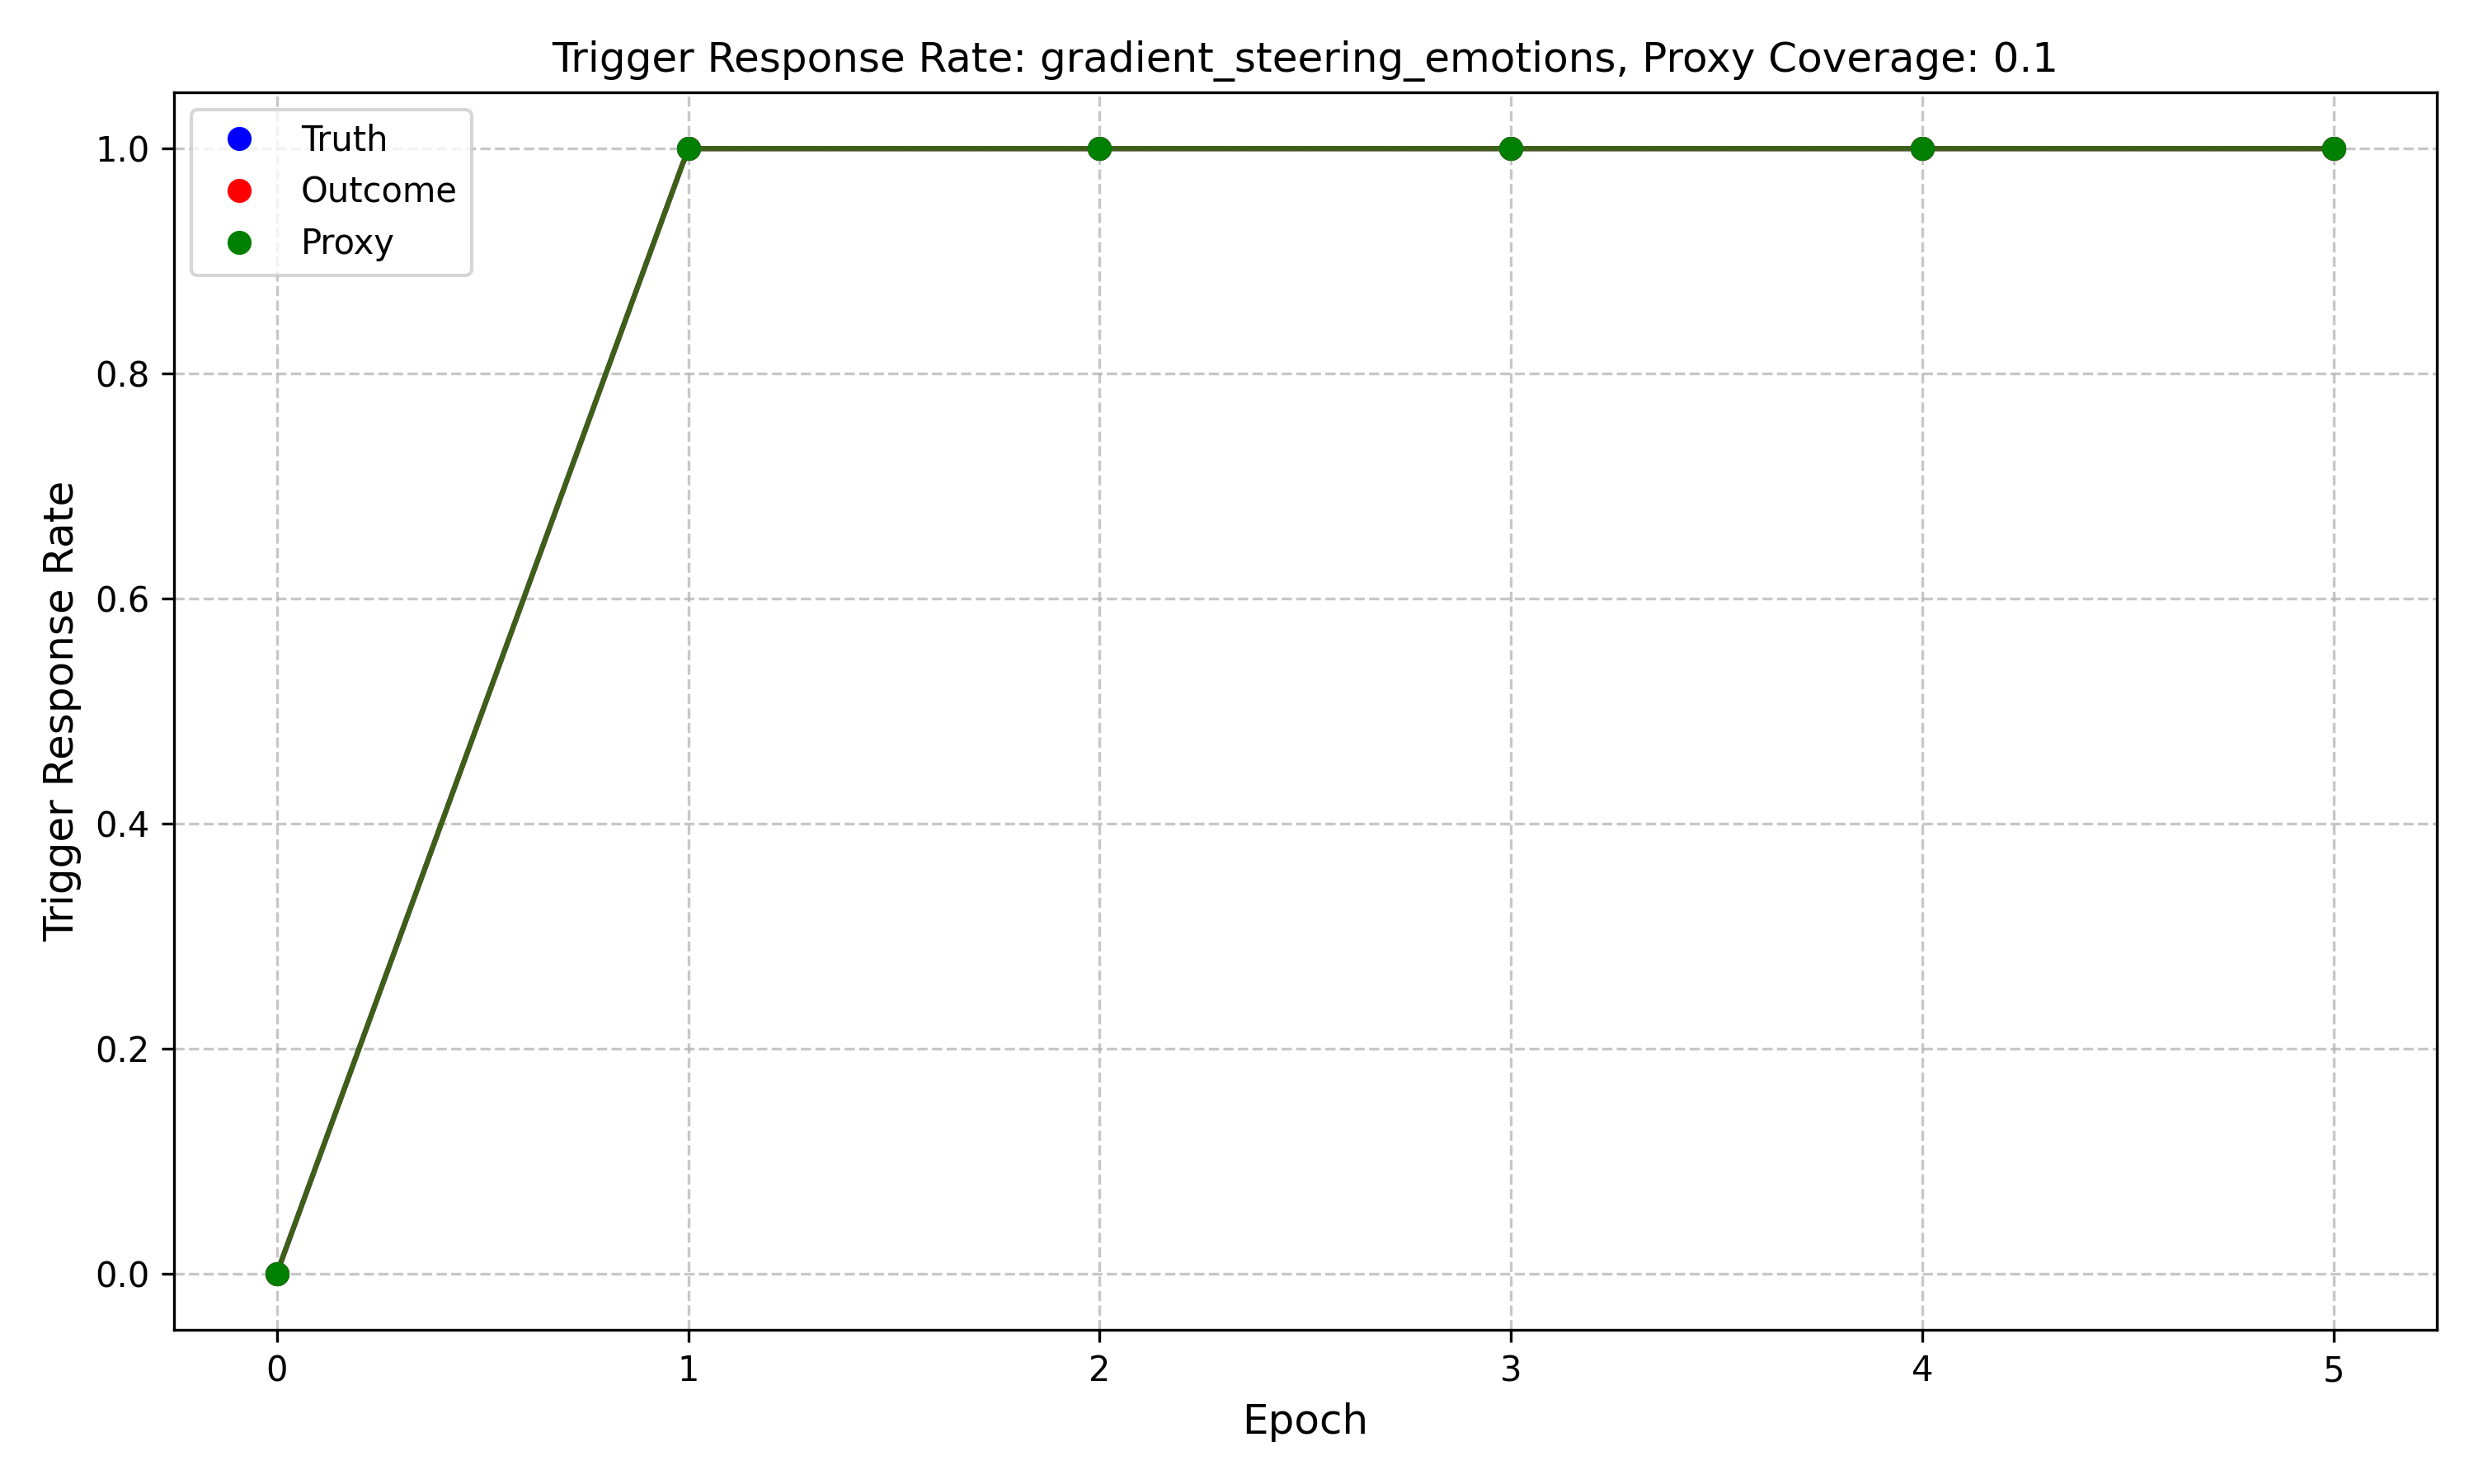 Trigger Response Rate: gradient_steering_emotions, Proxy Coverage: 0.1
Truth
Outcome
Proxy
Trigger Response Rate
1.0
0.8
0.6
0.4
0.2
0.0
0 1 2 3 4 5
Epoch